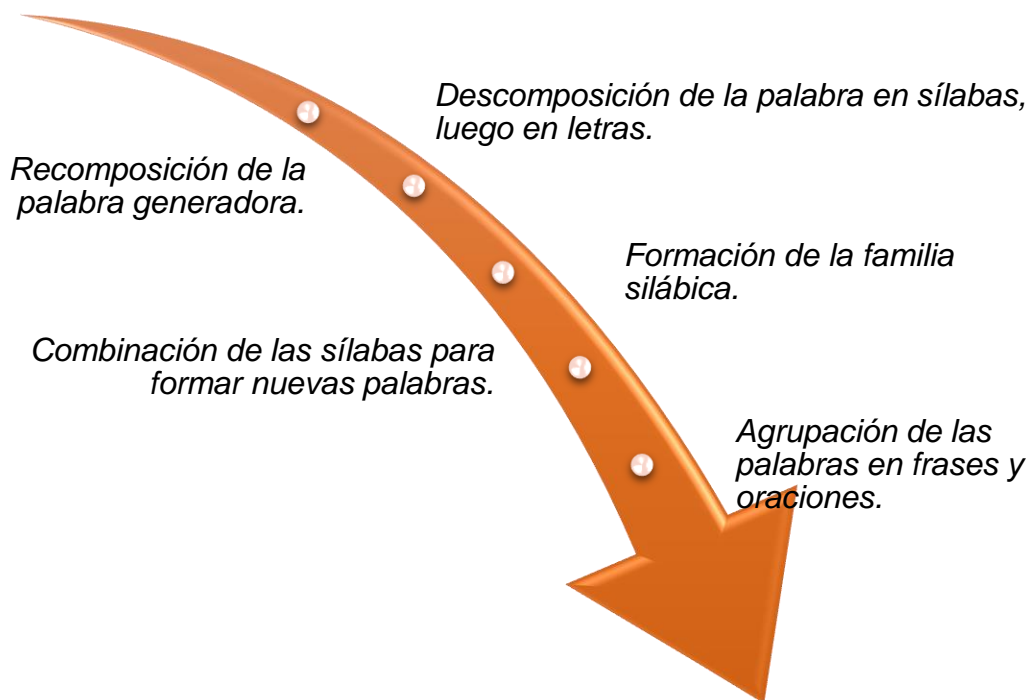 Descomposición de la palabra en sílabas,
luego en letras.
Recomposición de la
palabra generadora.
Formación de la familia
silábica.
Combinación de las sílabas para
formar nuevas palabras.
Agrupación de las
palabras en frases y
oraciones.